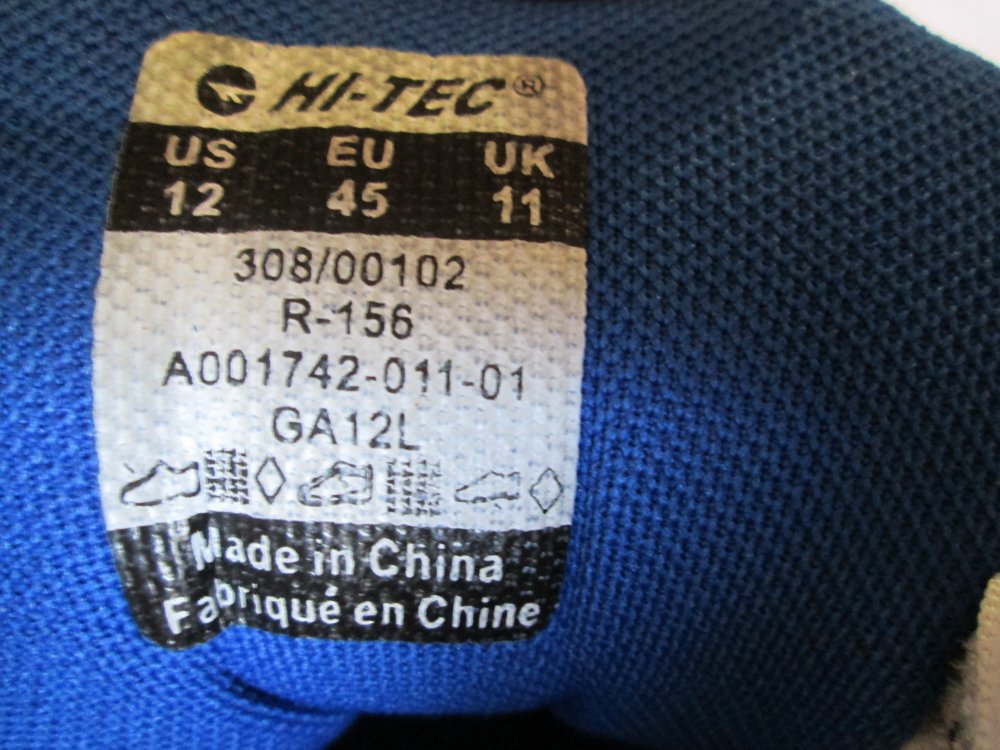 HI-TEC®
US EU UK
12 45 11
308/00102
R-156
A001742-011-01
GA12L
Made in China
Fabriqué en Chine